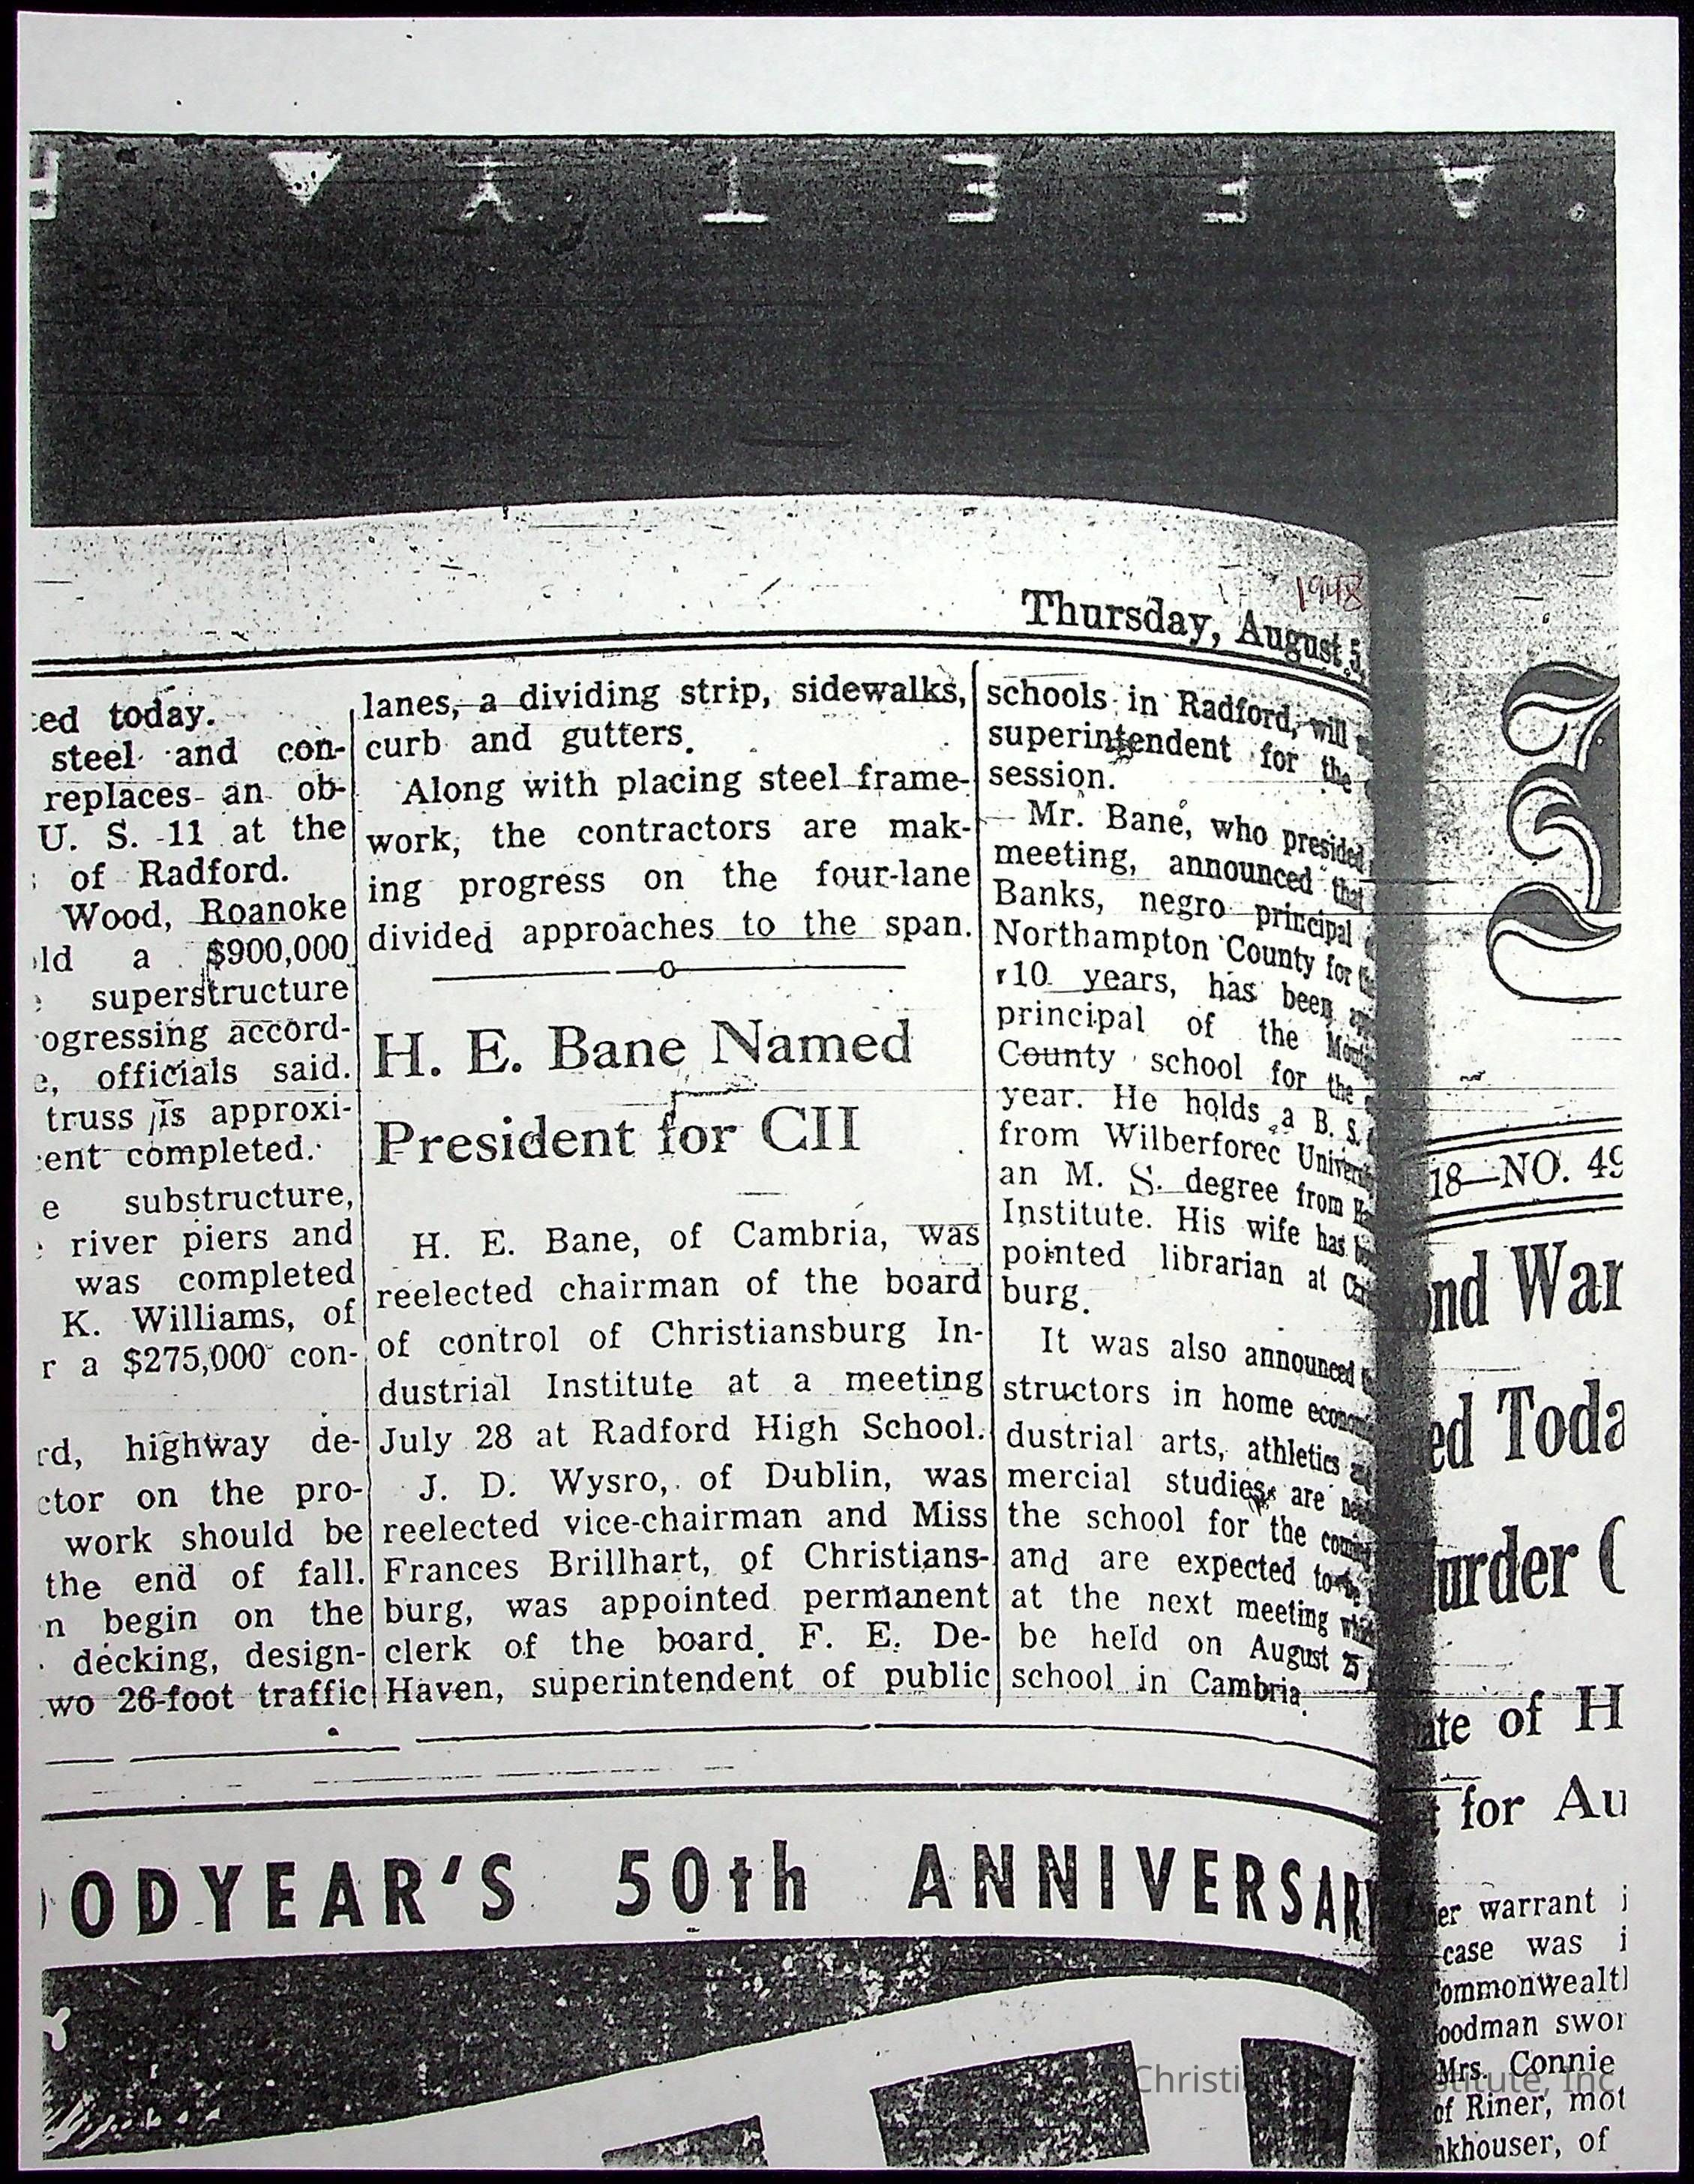 1948
Thursday, August 5,
ed today.
steel and con-
replaces an ob-
U. S. 11 at the
of Radford.
Wood, Roanoke
ld a $900,000
superstructure
ogressing accord-
e, officials said.
truss is approxi-
ent completed.
e substructure,
river piers and
was completed
K. Williams, of
r a $275,000 con-
rd, highway de-
ctor on the pro-
work should be
the end of fall.
n begin on the
decking, design-
wo 26-foot traffic
lanes, a dividing strip, sidewalks,
curb and gutters.
Along with placing steel frame-
work, the contractors are mak-
ing progress on the four-lane
divided approaches to the span.
H. E. Bane Named
President for CII
H. E. Bane, of Cambria, was
reelected chairman of the board
of control of Christiansburg In-
dustrial Institute at a meeting
July 28 at Radford High School.
J. D. Wysro, of Dublin, was
reelected vice-chairman and Miss
Frances Brillhart, of Christians-
burg, was appointed permanent
clerk of the board. F. E. De-
Haven, superintendent of public
schools in Radford, will
superintendent for the
session.
Mr. Bane, who presided
meeting, announced that
Banks, negro principal
Northampton County for
10 years, has been
principal of the
County school for the
year. He holds a B. S.
from Wilberforec
an M. S. degree from
Institute. His wife has
pointed librarian at
burg.
It was also announced
structors in home
dustrial arts, athletics
mercial studies are
the school for the coming
and are expected to be
at the next meeting
be held on August 25
school in Cambria.
ODYEAR'S 50th ANNIVERSARY
18—NO. 49
nd War
ed Toda
urder C
ate of H
for Au
er warrant i
case was i
ommonwealt
oodman swor
Mrs. Connie
of Riner, mot
nkhouser, of
S A F E T Y
Christi stitute, Inc